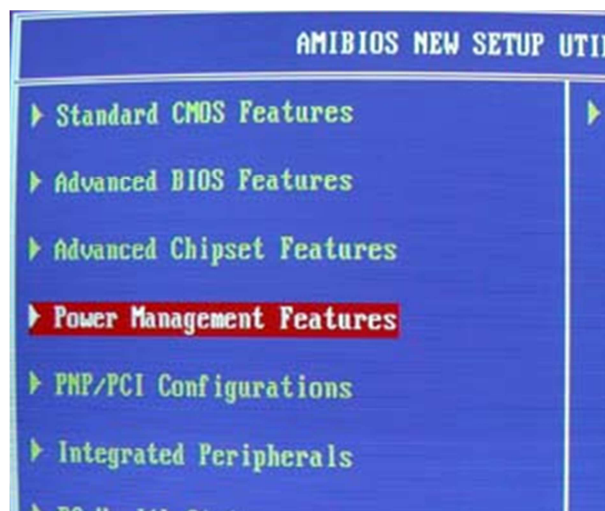 AMIBIOS NEW SETUP
Standard CMOS Features
Advanced BIOS Features
Advanced Chipset Features
Power Management Features
PNP/PCI Configurations
Integrated Peripherals